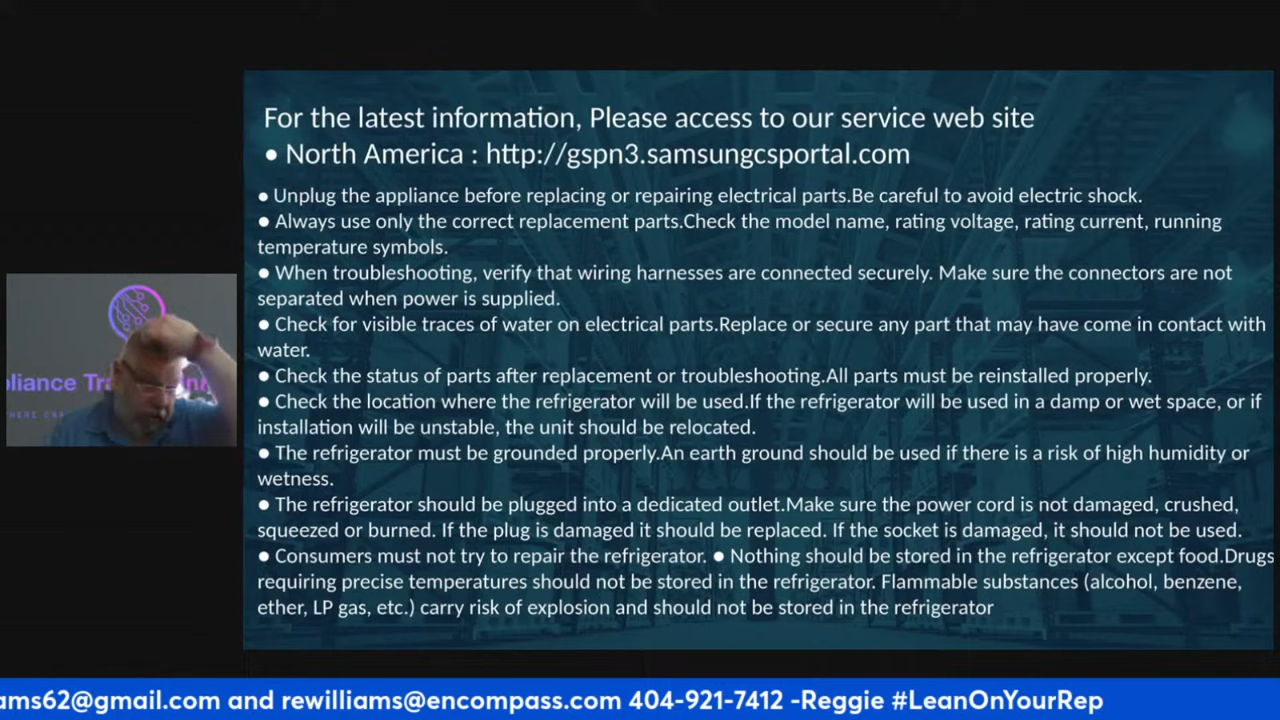 For the latest information, Please access to our service web site
● North America : http://gspn3.samsungcsportal.com
● Unplug the appliance before replacing or repairing electrical parts.Be careful to avoid electric shock.
● Always use only the correct replacement parts.Check the model name, rating voltage, rating current, running
temperature symbols.
● When troubleshooting, verify that wiring harnesses are connected securely. Make sure the connectors are not
separated when power is supplied.
● Check for visible traces of water on electrical parts.Replace or secure any part that may have come in contact with
water.
● Check the status of parts after replacement or troubleshooting.All parts must be reinstalled properly.
● Check the location where the refrigerator will be used.If the refrigerator will be used in a damp or wet space, or if
installation will be unstable, the unit should be relocated.
● The refrigerator must be grounded properly.An earth ground should be used if there is a risk of high humidity or
wetness.
● The refrigerator should be plugged into a dedicated outlet.Make sure the power cord is not damaged, crushed,
squeezed or burned. If the plug is damaged it should be replaced. If the socket is damaged, it should not be used.
● Consumers must not try to repair the refrigerator. ● Nothing should be stored in the refrigerator except food.Drugs
requiring precise temperatures should not be stored in the refrigerator. Flammable substances (alcohol, benzene,
ether, LP gas, etc.) carry risk of explosion and should not be stored in the refrigerator
pliance Tra
ams62@gmail.com and rewilliams@encompass.com 404-921-7412 -Reggie #LeanOnYourRep